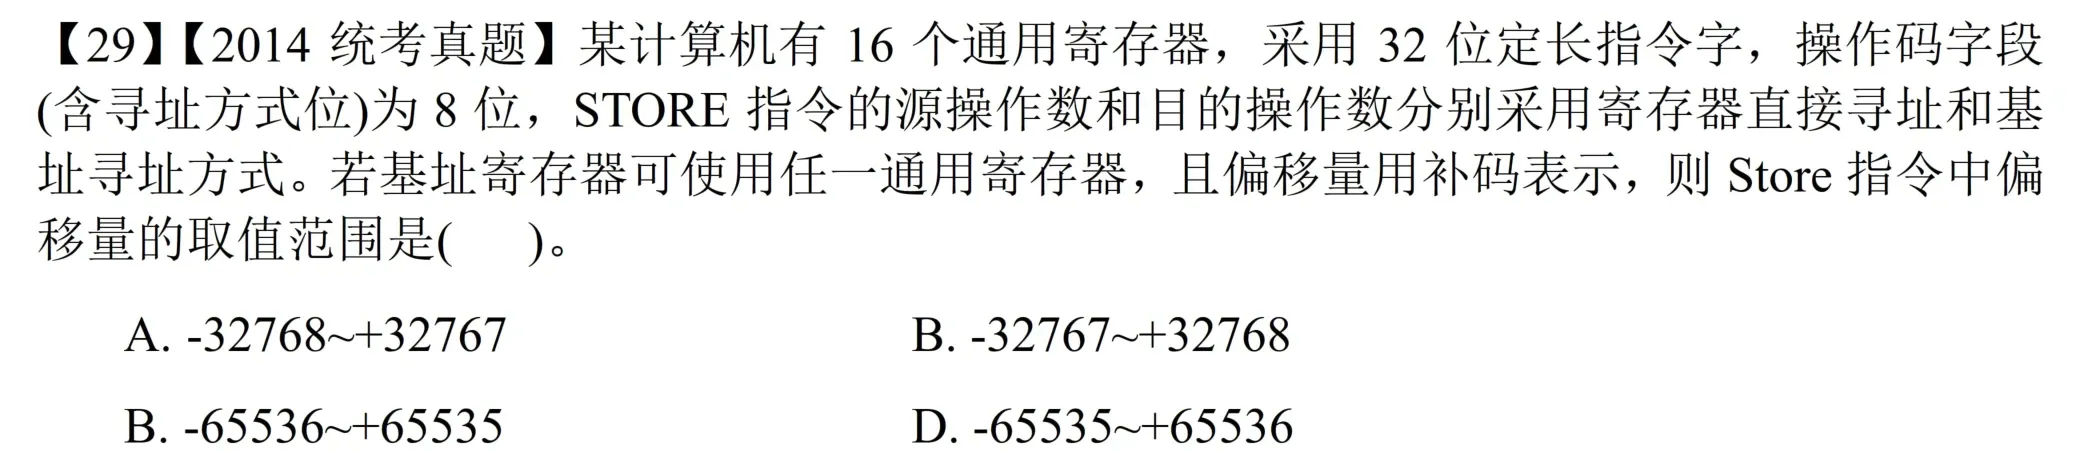 【29】【2014 统考真题】某计算机有 16 个通用寄存器，采用 32 位定长指令字，操作码字段
(含寻址方式位)为 8 位，STORE 指令的源操作数和目的操作数分别采用寄存器直接寻址和基
址寻址方式。若基址寄存器可使用任一通用寄存器，且偏移量用补码表示，则 Store 指令中偏
移量的取值范围是(    )。
A. -32768~+32767 B. -32767~+32768
B. -65536~+65535 D. -65535~+65536